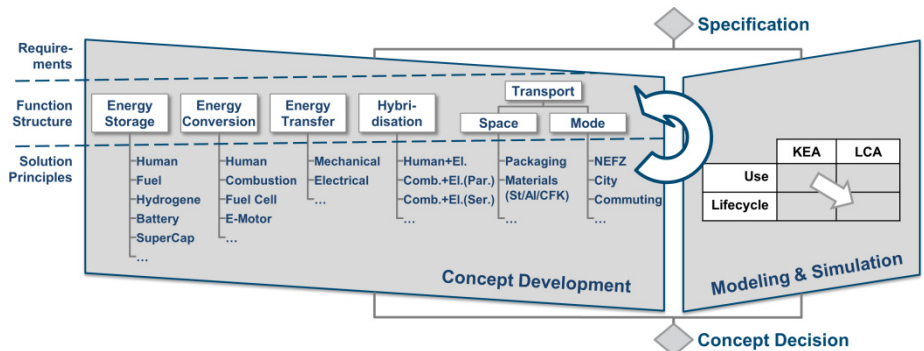 Specification
Require-
ments
Function
Structure
Solution
Principles
Energy
Storage
Energy
Conversion
Energy
Transfer
Hybri-
disation
Transport
Space
Mode
Human
Fuel
Hydrogene
Battery
SuperCap
...
Human
Combustion
Fuel Cell
E-Motor
...
Mechanical
Electrical
...
Human+El.
Comb.+El.(Par.)
Comb.+El.(Ser.)
...
Packaging
Materials
(St/Al/CFK)
...
NEFZ
City
Commuting
...
KEA LCA
Use
Lifecycle
Concept Development
Modeling & Simulation
Concept Decision